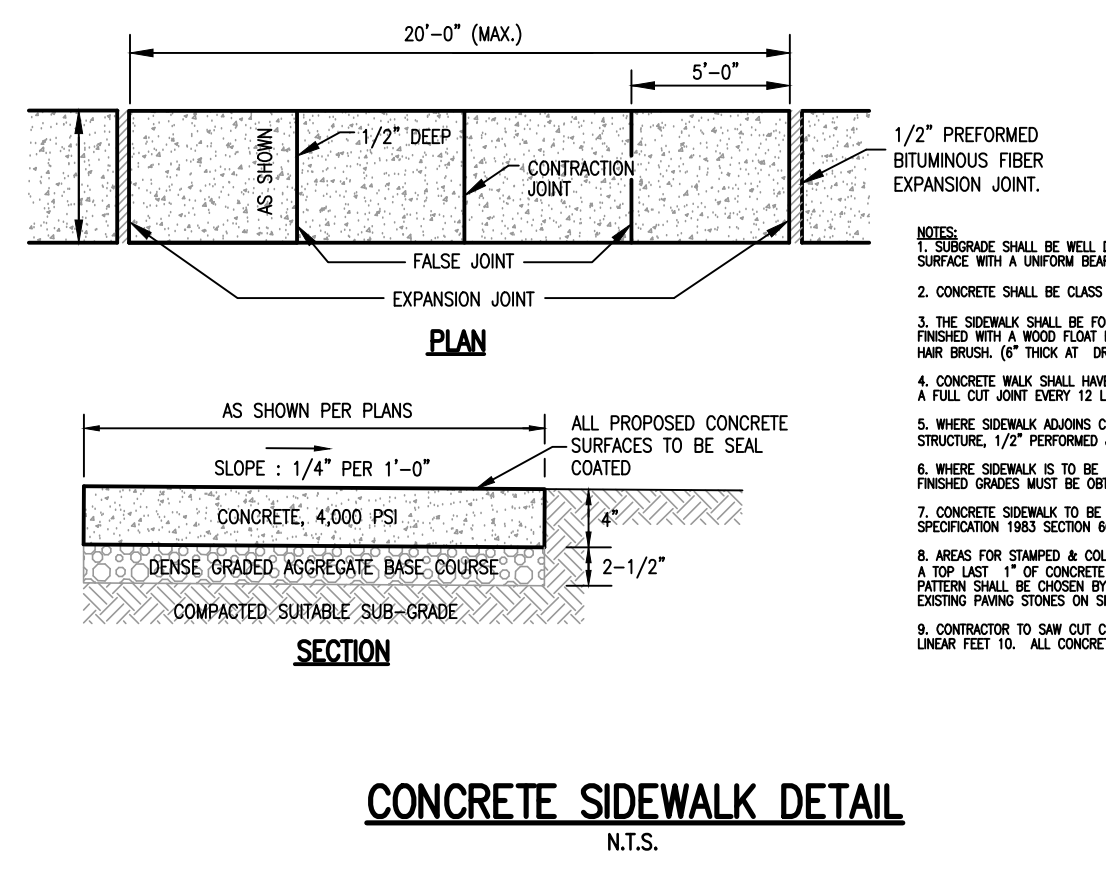 20'-0" (MAX.)
5'-0"
AS SHOWN
1/2" DEEP
CONTRACTION
JOINT
1/2" PREFORMED
BITUMINOUS FIBER
EXPANSION JOINT.
FALSE JOINT
EXPANSION JOINT
PLAN
AS SHOWN PER PLANS
SLOPE : 1/4" PER 1'-0"
ALL PROPOSED CONCRETE
SURFACES TO BE SEAL
COATED
CONCRETE, 4,000 PSI
4"
DENSE GRADED AGGREGATE BASE COURSE
2-1/2"
COMPACTED SUITABLE SUB-GRADE
SECTION
NOTES:
1. SUBGRADE SHALL BE WELL
SURFACE WITH A UNIFORM
2. CONCRETE SHALL BE CLASS
3. THE SIDEWALK SHALL BE
FINISHED WITH A WOOD FLOAT
HAIR BRUSH. (6" THICK AT
4. CONCRETE WALK SHALL HAVE
A FULL CUT JOINT EVERY 12
5. WHERE SIDEWALK ADJOINS
STRUCTURE, 1/2" PERFORMED
6. WHERE SIDEWALK IS TO BE
FINISHED GRADES MUST BE
7. CONCRETE SIDEWALK TO BE
SPECIFICATION 1983 SECTION
8. AREAS FOR STAMPED &
A TOP LAST 1" OF CONCRETE
PATTERN SHALL BE CHOSEN BY
EXISTING PAVING STONES ON
9. CONTRACTOR TO SAW CUT
LINEAR FEET 10. ALL
CONCRETE SIDEWALK DETAIL
N.T.S.